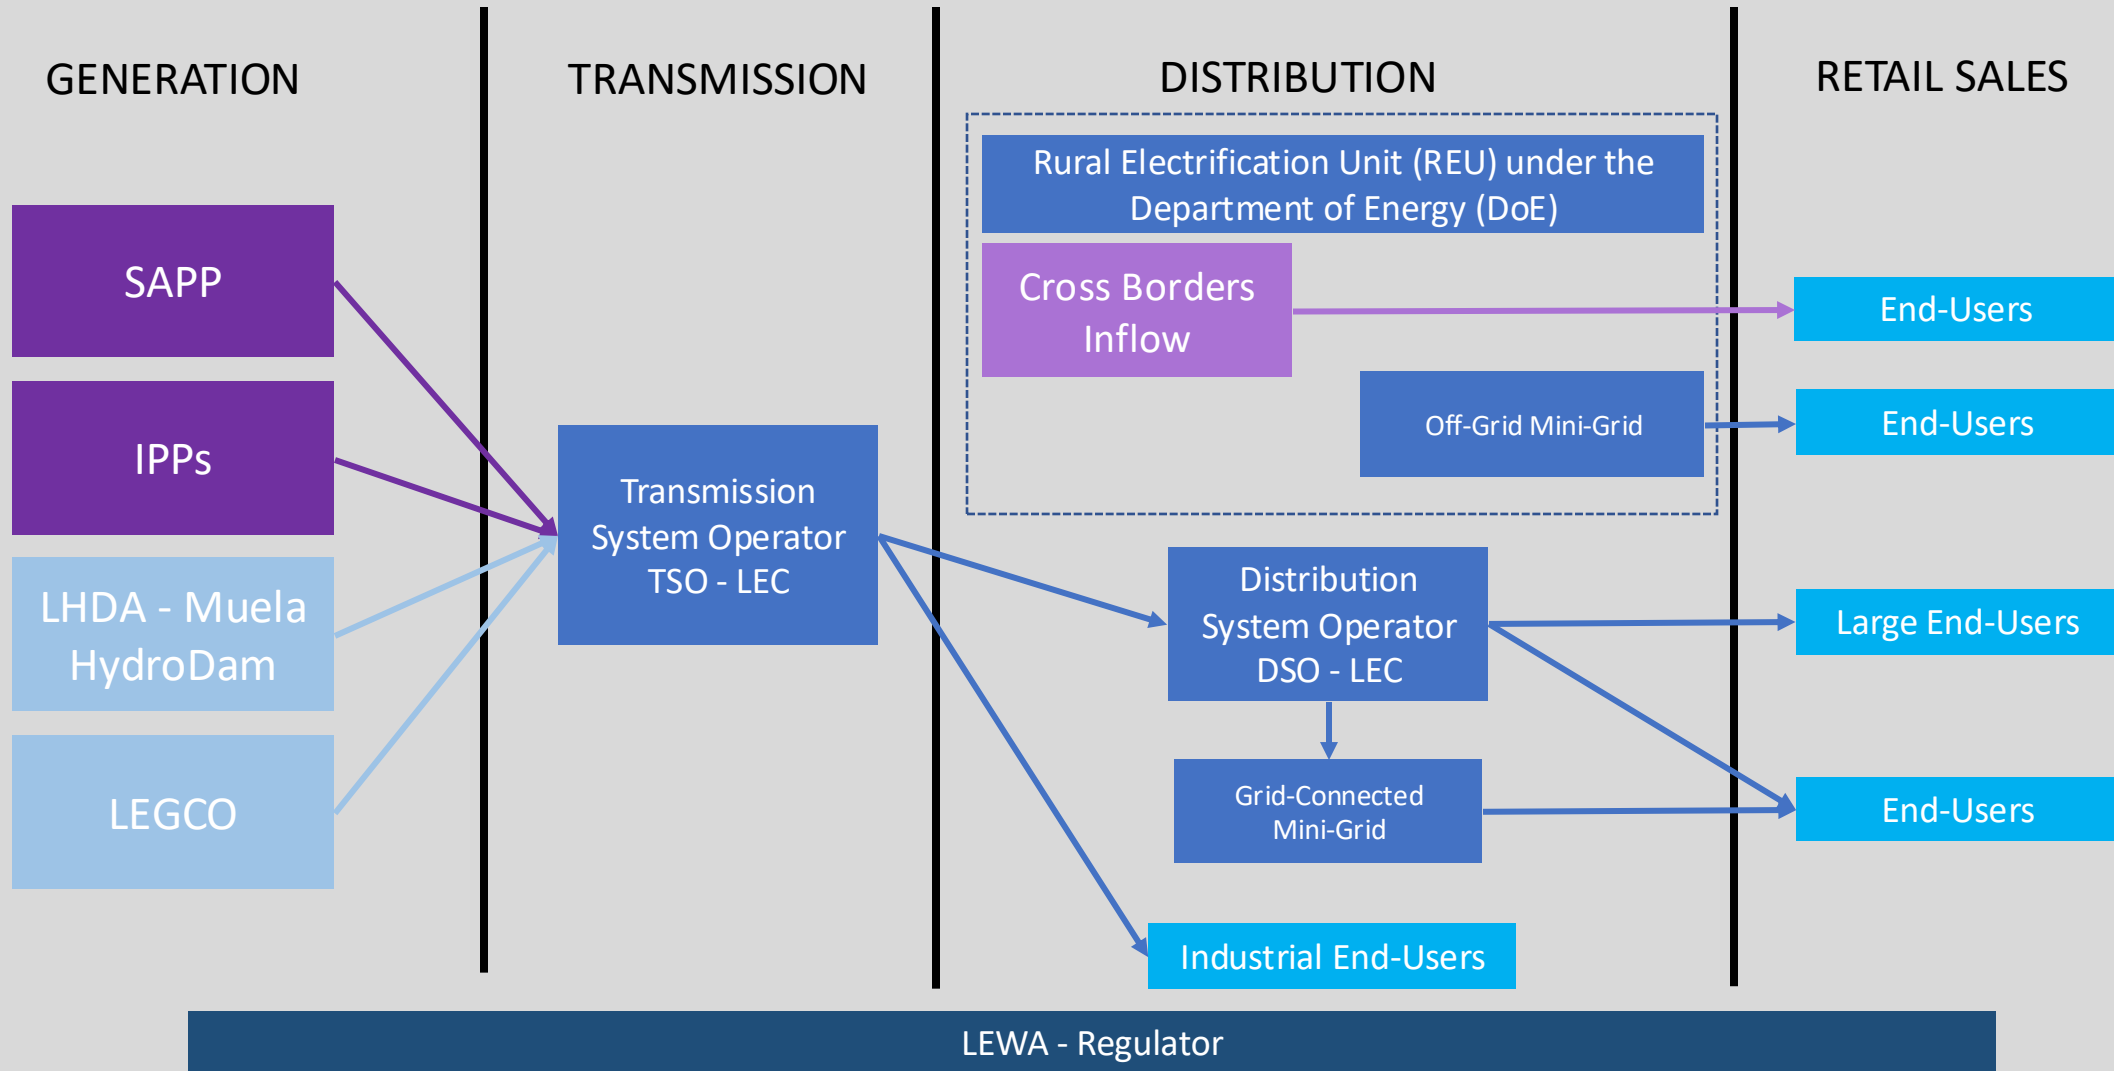 GENERATION
TRANSMISSION
DISTRIBUTION
RETAIL SALES
Rural Electrification Unit (REU) under the
Department of Energy (DoE)
SAPP
Cross Borders
Inflow
End-Users
IPPs
Off-Grid Mini-Grid
End-Users
Transmission
System Operator
TSO - LEC
LHDA - Muela
HydroDam
Distribution
System Operator
DSO - LEC
Large End-Users
LEGCO
Grid-Connected
Mini-Grid
End-Users
Industrial End-Users
LEWA - Regulator